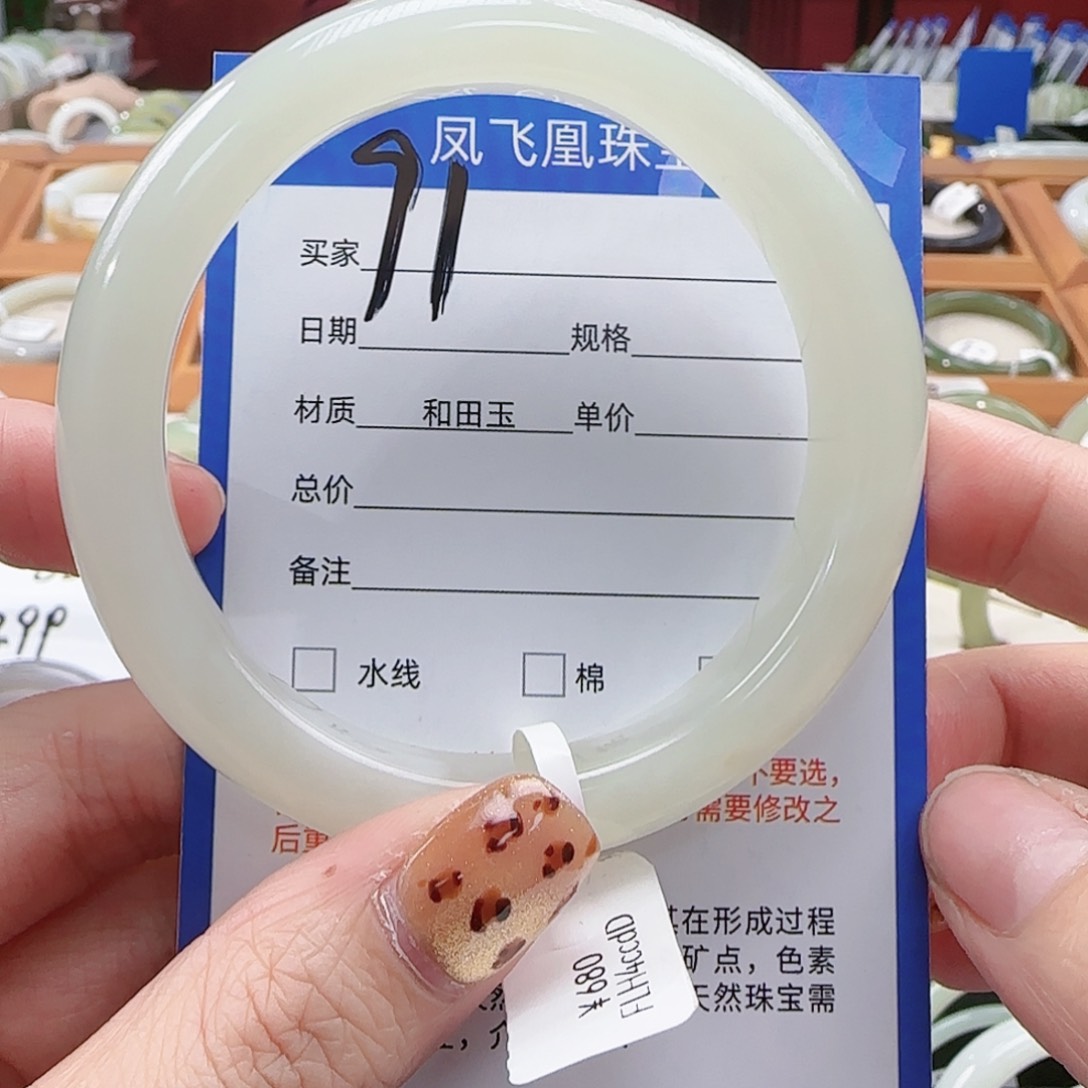 凤飞凰珠
71
买家
日期 规格
材质 和田玉 单价
总价
备注
水线 棉
不要选，
需要修改之
后重
其在形成过程
矿点，色素
天然珠宝需
¥680
FLH4ccdD
299